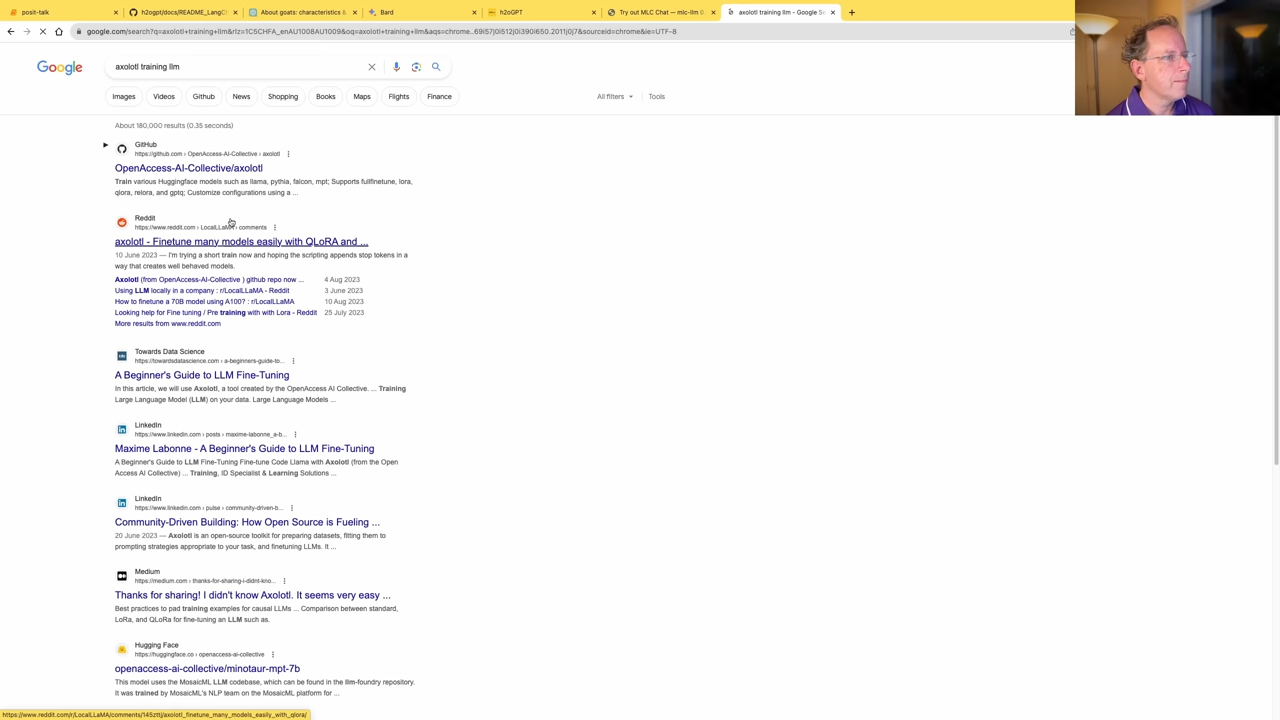 posit-talk
h2ogpt/docs/README_LangCh
About goats: characteristics &
Bard
h2oGPT
Try out MLC Chat — mlc-llm 0
axolotl training llm - Google Se
google.com/search?q=axolotl+training+llm&rlz=1C5CHFA_enAU1008AU1009&oq=axolotl+training+llm&aqs=chrome..69i57j0i512j0i390i650.2011j0j7&sourceid=chrome&ie=UTF-8
Google
axolotl training llm
Images
Videos
Github
News
Shopping
Books
Maps
Flights
Finance
All filters
Tools
About 180,000 results (0.35 seconds)
GitHub
https://github.com › OpenAccess-AI-Collective › axolotl
OpenAccess-AI-Collective/axolotl
Train various Huggingface models such as llama, pythia, falcon, mpt; Supports fullfinetune, lora,
qlora, relora, and gptq; Customize configurations using a ...
Reddit
https://www.reddit.com › LocalLLaMA › comments
axolotl - Finetune many models easily with QLoRA and ...
10 June 2023 — I'm trying a short train now and hoping the scripting appends stop tokens in a
way that creates well behaved models.
Axolotl (from OpenAccess-AI-Collective ) github repo now ... 4 Aug 2023
Using LLM locally in a company : r/LocalLLaMA - Reddit 3 June 2023
How to finetune a 70B model using A100? : r/LocalLLaMA 10 Aug 2023
Looking help for Fine tuning / Pre training with with Lora - Reddit 25 July 2023
More results from www.reddit.com
Towards Data Science
https://towardsdatascience.com › a-beginners-guide-to...
A Beginner's Guide to LLM Fine-Tuning
In this article, we will use Axolotl, a tool created by the OpenAccess AI Collective. ... Training
Large Language Model (LLM) on your data. Large Language Models ...
LinkedIn
https://www.linkedin.com › posts › maxime-labonne_a-b...
Maxime Labonne - A Beginner's Guide to LLM Fine-Tuning
A Beginner's Guide to LLM Fine-Tuning Fine-tune Code Llama with Axolotl (from the Open
Access AI Collective) ... Training, ID Specialist & Learning Solutions ...
LinkedIn
https://www.linkedin.com › pulse › community-driven-b...
Community-Driven Building: How Open Source is Fueling ...
20 June 2023 — Axolotl is an open-source toolkit for preparing datasets, fitting them to
prompting strategies appropriate to your task, and finetuning LLMs. It ...
Medium
https://medium.com › thanks-for-sharing-i-didnt-kno...
Thanks for sharing! I didn't know Axolotl. It seems very easy ...
Best practices to pad training examples for causal LLMs ... Comparison between standard,
LoRa, and QLoRa for fine-tuning an LLM such as.
Hugging Face
https://huggingface.co › openaccess-ai-collective
openaccess-ai-collective/minotaur-mpt-7b
This model uses the MosaicML LLM codebase, which can be found in the llm-foundry repository.
It was trained by MosaicML's NLP team on the MosaicML platform for ...
https://www.reddit.com/r/LocalLLaMA/comments/145zttj/axolotl_finetune_many_models_easily_with_qlora/